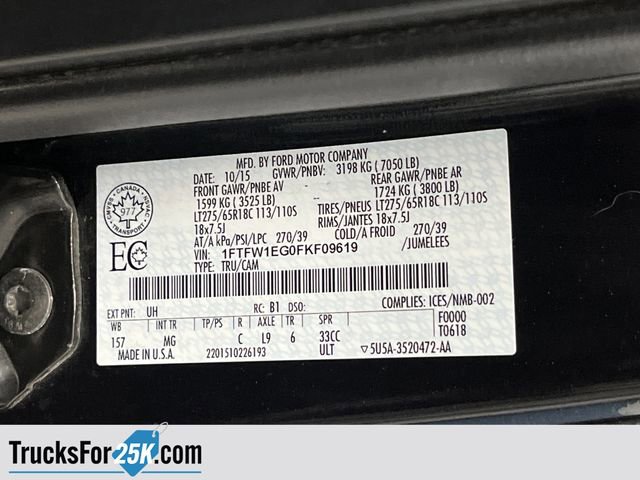 MFD. BY FORD MOTOR COMPANY
DATE: 10/15 GVWR/PNBV: 3198 KG ( 7050 LB)
FRONT GAWR/PNBE AV REAR GAWR/PNBE AR
1599 KG ( 3525 LB) 1724 KG ( 3800 LB)
LT275/65R18C 113/110S TIRES/PNEUS LT275/65R18C 113/110S
18x7.5J RIMS/JANTES 18x7.5J
AT/A kPa/PSI/LPC 270/39 COLD/A FROID 270/39
VIN: 1FTFW1EG0FKF09619 /JUMELEES
TYPE: TRU/CAM
CANADA
977
EC
EXT PNT: UH RC: B1 DSO: COMPLIES: ICES/NMB-002
WB INT TR TP/PS R AXLE TR SPR F0000
157 MG C L9 6 33CC T0618
MADE IN U.S.A. 2201510226193 ULT ▽5U5A-3520472-AA
TrucksFor25K.com